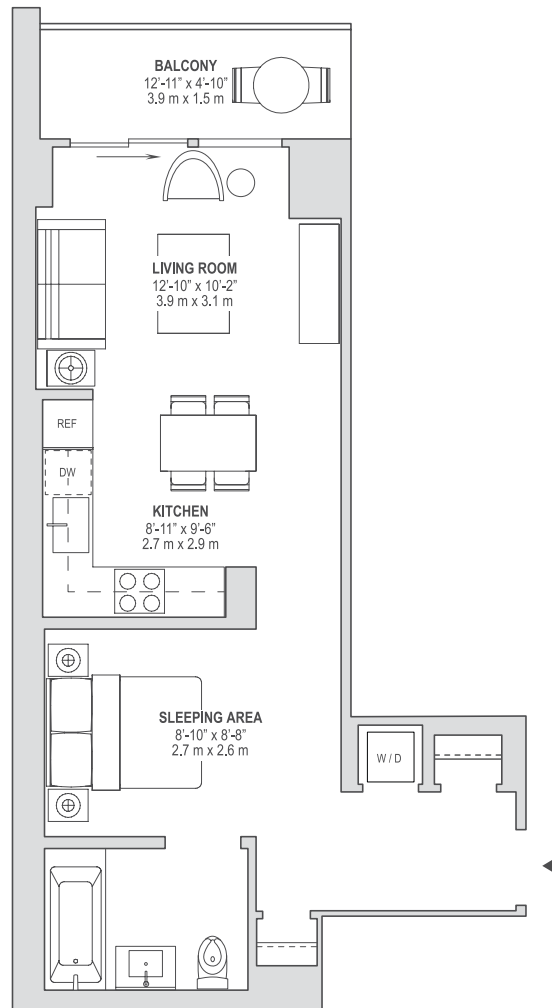 BALCONY
12'-11" x 4'-10"
3.9 m x 1.5 m
LIVING ROOM
12'-10" x 10'-2"
3.9 m x 3.1 m
REF
DW
KITCHEN
8'-11" x 9'-6"
2.7 m x 2.9 m
SLEEPING AREA
8'-10" x 8'-8"
2.7 m x 2.6 m
W / D